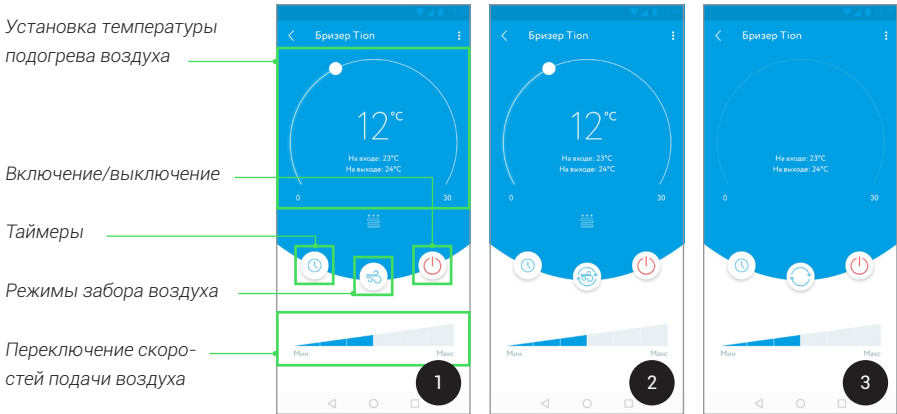 Установка температуры
подогрева воздуха
Включение/выключение
Таймеры
Режимы забора воздуха
Переключение скоро-
стей подачи воздуха
Бризер Tion
12°C
На входе: 23°C
На выходе: 24°C
0 30
Мин Макс
1
Бризер Tion
12°C
На входе: 23°C
На выходе: 24°C
0 30
Мин Макс
2
Бризер Tion
На входе: 23°C
На выходе: 24°C
0 30
Мин Макс
3